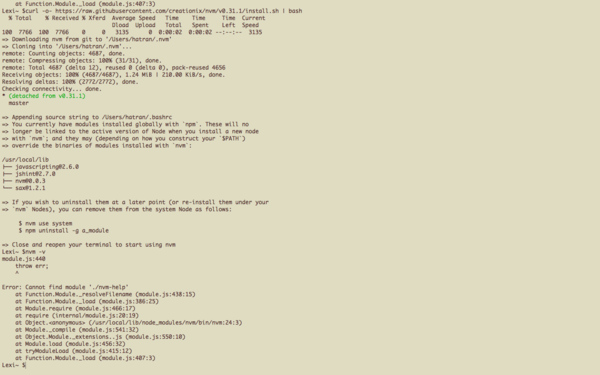 at Function.Module._load (module.js:407:3)
Lexi~ $curl -o- https://raw.githubusercontent.com/creationix/nvm/v0.31.1/install.sh | bash
% Total % Received % Xferd Average Speed Time Time Time Current
Dload Upload Total Spent Left Speed
100 7766 100 7766 0 0 3135 0 0:00:02 0:00:02 --:--:-- 3135
=> Downloading nvm from git to '/Users/hatran/.nvm'
=> Cloning into '/Users/hatran/.nvm'...
remote: Counting objects: 4687, done.
remote: Compressing objects: 100% (31/31), done.
remote: Total 4687 (delta 12), reused 0 (delta 0), pack-reused 4656
Receiving objects: 100% (4687/4687), 1.24 MiB | 210.00 KiB/s, done.
Resolving deltas: 100% (2772/2772), done.
Checking connectivity... done.
* (detached from v0.31.1)
master
=> Appending source string to /Users/hatran/.bashrc
=> You currently have modules installed globally with `npm`. These will no
=> longer be linked to the active version of Node when you install a new node
=> with `nvm`; and they may (depending on how you construct your `$PATH`)
=> override the binaries of modules installed with `nvm`:
/usr/local/lib
├── javascripting@2.6.0
├── jshint@2.7.0
├── nvm@0.0.3
└── sax@1.2.1
=> If you wish to uninstall them at a later point (or re-install them under your
=> `nvm` Nodes), you can remove them from the system Node as follows:
$ nvm use system
$ npm uninstall -g a_module
=> Close and reopen your terminal to start using nvm
Lexi~ $nvm -v
module.js:440
throw err;
^
Error: Cannot find module './nvm-help'
at Function.Module._resolveFilename (module.js:438:15)
at Function.Module._load (module.js:386:25)
at Module.require (module.js:466:17)
at require (internal/module.js:20:19)
at Object.<anonymous> (/usr/local/lib/node_modules/nvm/bin/nvm:24:3)
at Module._compile (module.js:541:32)
at Object.Module._extensions..js (module.js:550:10)
at Module.load (module.js:456:32)
at tryModuleLoad (module.js:415:12)
at Function.Module._load (module.js:407:3)
Lexi~ $